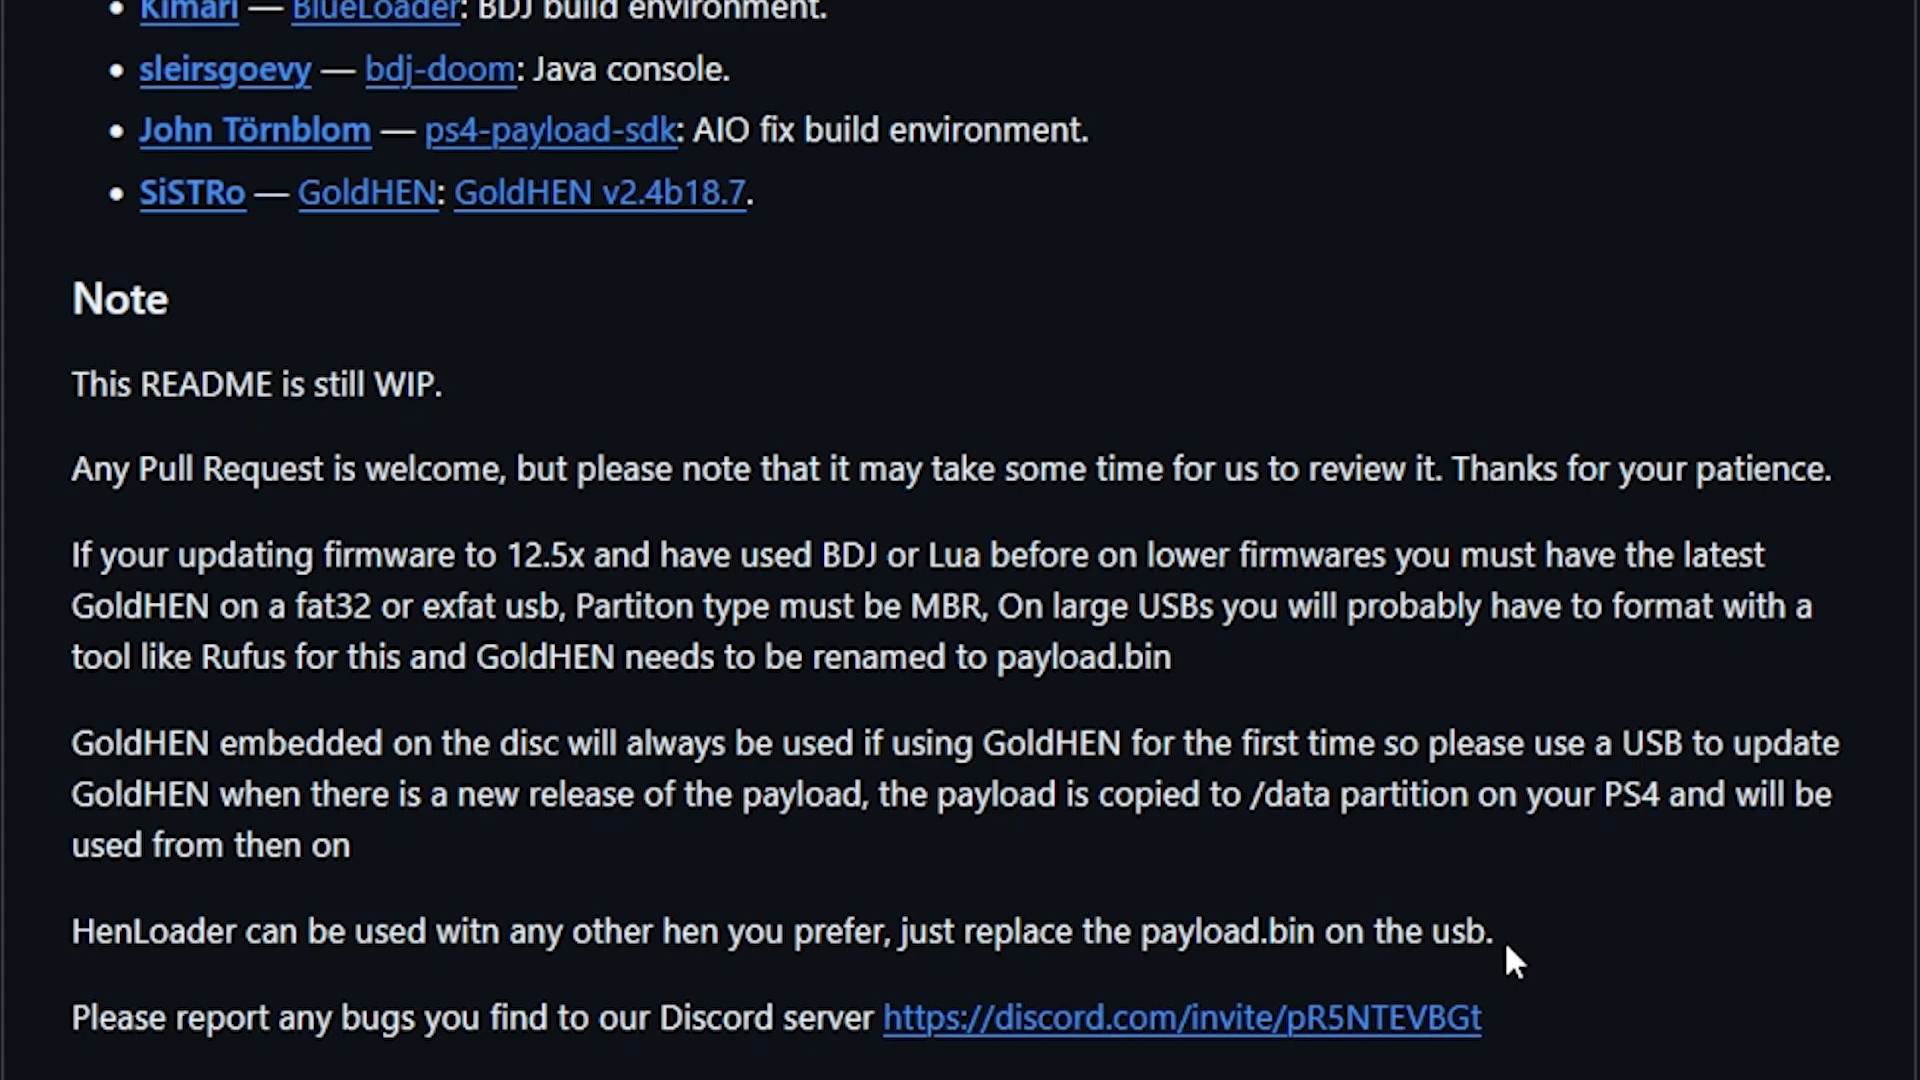 Kimari — BlueLoader: BDJ build environment.
sleirsgoevy — bdj-doom: Java console.
John Törnblom — ps4-payload-sdk: AIO fix build environment.
SiSTRo — GoldHEN: GoldHEN v2.4b18.7.
Note
This README is still WIP.
Any Pull Request is welcome, but please note that it may take some time for us to review it. Thanks for your patience.
If your updating firmware to 12.5x and have used BDJ or Lua before on lower firmwares you must have the latest
GoldHEN on a fat32 or exfat usb, Partiton type must be MBR, On large USBs you will probably have to format with a
tool like Rufus for this and GoldHEN needs to be renamed to payload.bin
GoldHEN embedded on the disc will always be used if using GoldHEN for the first time so please use a USB to update
GoldHEN when there is a new release of the payload, the payload is copied to /data partition on your PS4 and will be
used from then on
HenLoader can be used witn any other hen you prefer, just replace the payload.bin on the usb.
Please report any bugs you find to our Discord server https://discord.com/invite/pR5NTEVBGt